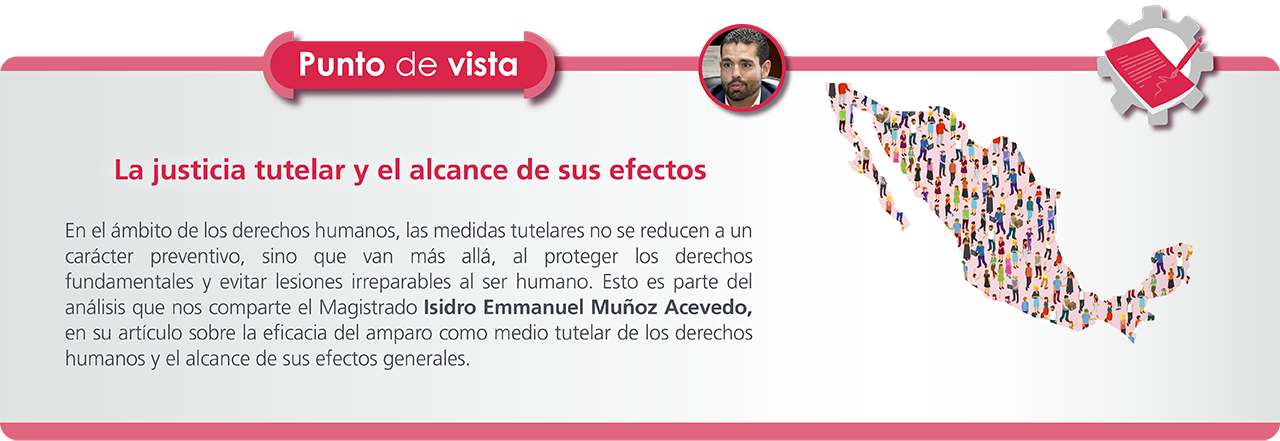 Punto de vista
La justicia tutelar y el alcance de sus efectos
En el ámbito de los derechos humanos, las medidas tutelares no se reducen a un
carácter preventivo, sino que van más allá, al proteger los derechos
fundamentales y evitar lesiones irreparables al ser humano. Esto es parte del
análisis que nos comparte el Magistrado Isidro Emmanuel Muñoz Acevedo,
en su artículo sobre la eficacia del amparo como medio tutelar de los derechos
humanos y el alcance de sus efectos generales.